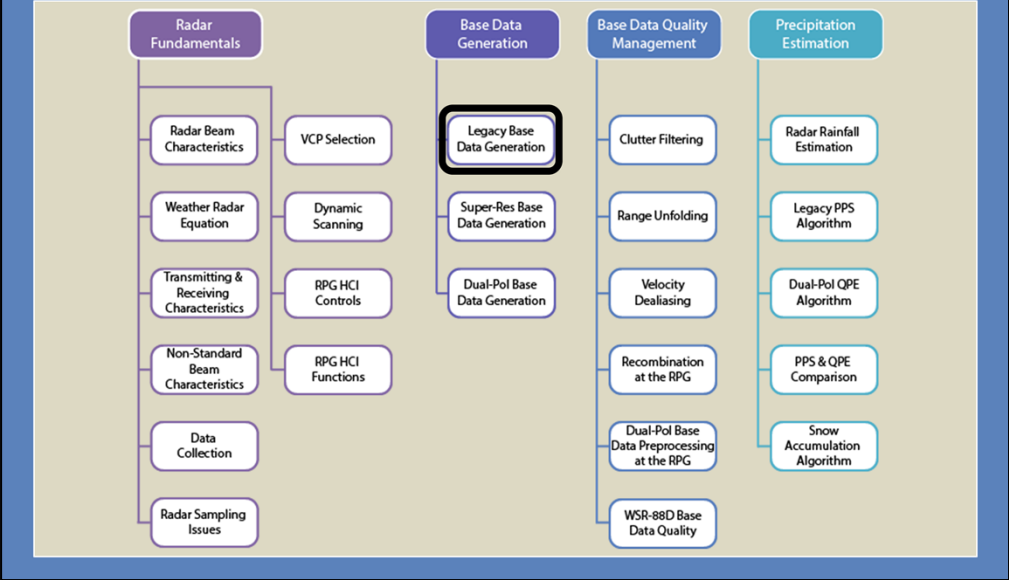 Radar
Fundamentals
Radar Beam
Characteristics
Weather Radar
Equation
Transmitting &
Receiving
Characteristics
Non-Standard
Beam
Characteristics
Data
Collection
Radar Sampling
Issues
VCP Selection
Dynamic
Scanning
RPG HCI
Controls
RPG HCI
Functions
Base Data
Generation
Legacy Base
Data Generation
Super-Res Base
Data Generation
Dual-Pol Base
Data Generation
Base Data Quality
Management
Clutter Filtering
Range Unfolding
Velocity
Dealiasing
Recombination
at the RPG
Dual-Pol Base
Data Preprocessing
at the RPG
WSR-88D Base
Data Quality
Precipitation
Estimation
Radar Rainfall
Estimation
Legacy PPS
Algorithm
Dual-Pol QPE
Algorithm
PPS & QPE
Comparison
Snow
Accumulation
Algorithm